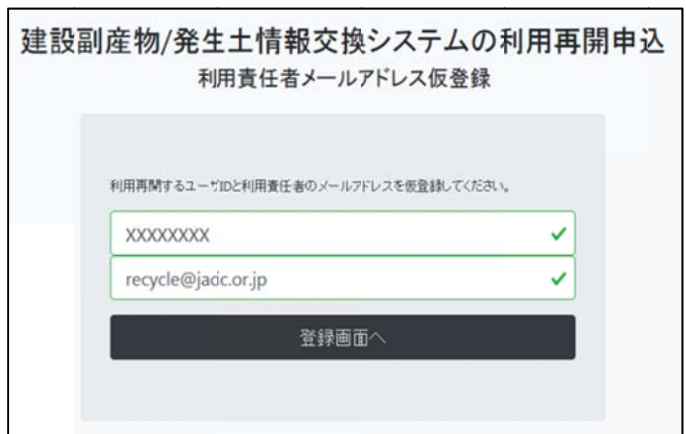 建設副産物/発生土情報交換システムの利用再開申込
利用責任者メールアドレス仮登録
利用再開するユーザIDと利用責任者のメールアドレスを仮登録してください。
XXXXXXXX
recycle@jacic.or.jp
登録画面へ